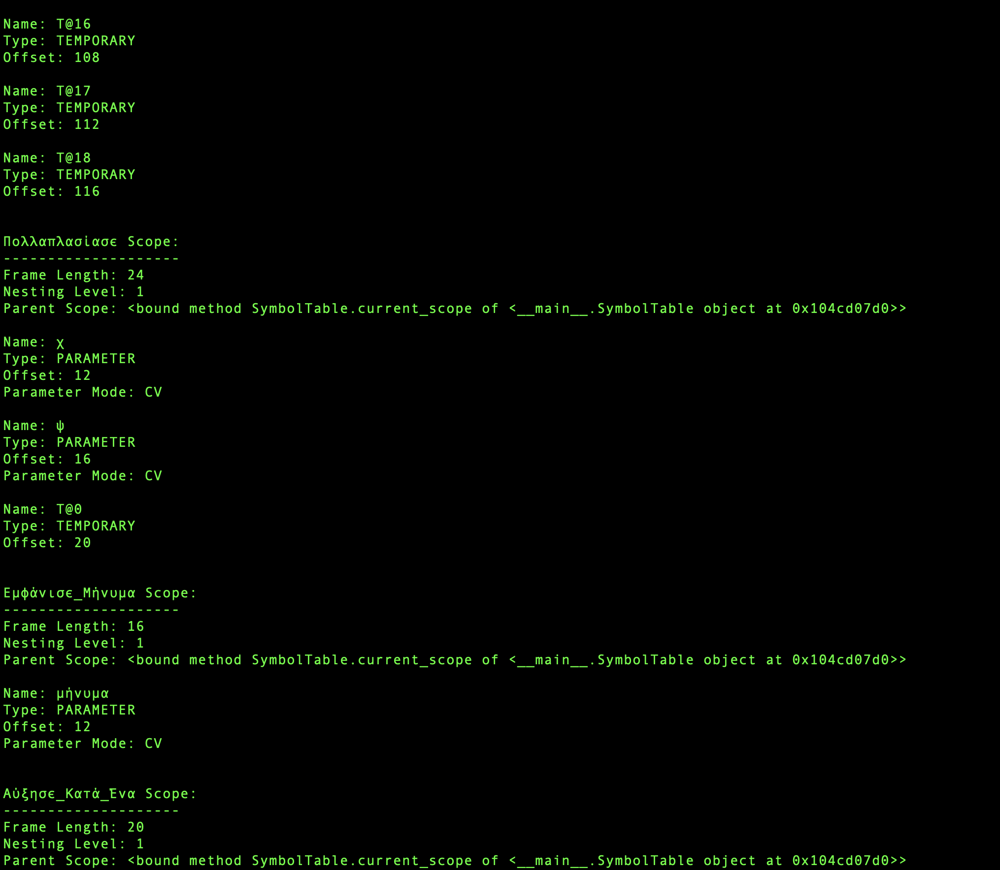 Name: T@16
Type: TEMPORARY
Offset: 108
Name: T@17
Type: TEMPORARY
Offset: 112
Name: T@18
Type: TEMPORARY
Offset: 116
Πολλαπλασίασε Scope:
--------------------
Frame Length: 24
Nesting Level: 1
Parent Scope: <bound method SymbolTable.current_scope of <__main__.SymbolTable object at 0x104cd07d0>>
Name: χ
Type: PARAMETER
Offset: 12
Parameter Mode: CV
Name: ψ
Type: PARAMETER
Offset: 16
Parameter Mode: CV
Name: T@0
Type: TEMPORARY
Offset: 20
Εμφάνισε_Μήνυμα Scope:
--------------------
Frame Length: 16
Nesting Level: 1
Parent Scope: <bound method SymbolTable.current_scope of <__main__.SymbolTable object at 0x104cd07d0>>
Name: μήνυμα
Type: PARAMETER
Offset: 12
Parameter Mode: CV
Αύξησε_Κατά_Ένα Scope:
--------------------
Frame Length: 20
Nesting Level: 1
Parent Scope: <bound method SymbolTable.current_scope of <__main__.SymbolTable object at 0x104cd07d0>>